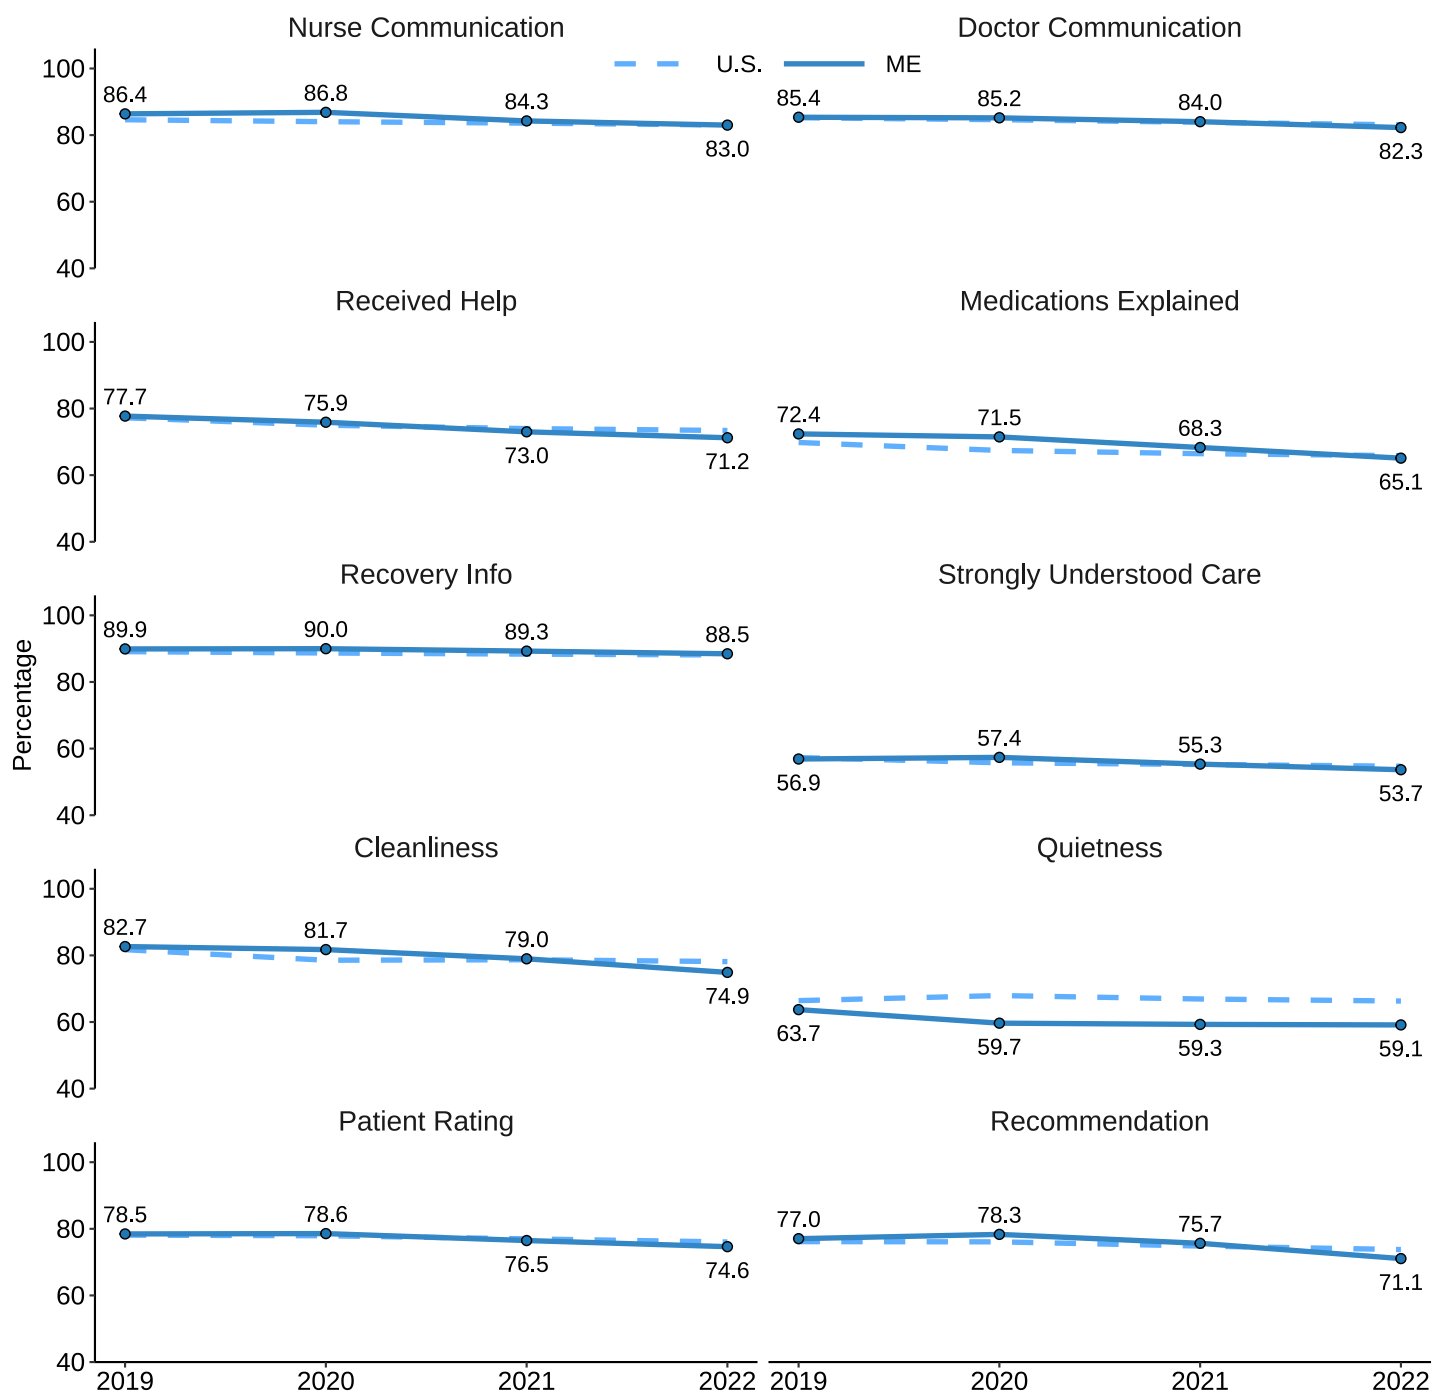 Nurse Communication
Doctor Communication
U.S. ME
100
80
60
40
86.4 86.8 84.3 83.0
85.4 85.2 84.0 82.3
Received Help
Medications Explained
100
80
60
40
77.7 75.9 73.0 71.2
72.4 71.5 68.3 65.1
Recovery Info
Strongly Understood Care
Percentage
100
80
60
40
89.9 90.0 89.3 88.5
56.9 57.4 55.3 53.7
Cleanliness
Quietness
100
80
60
40
82.7 81.7 79.0 74.9
63.7 59.7 59.3 59.1
Patient Rating
Recommendation
100
80
60
40
78.5 78.6 76.5 74.6
77.0 78.3 75.7 71.1
2019 2020 2021 2022
2019 2020 2021 2022